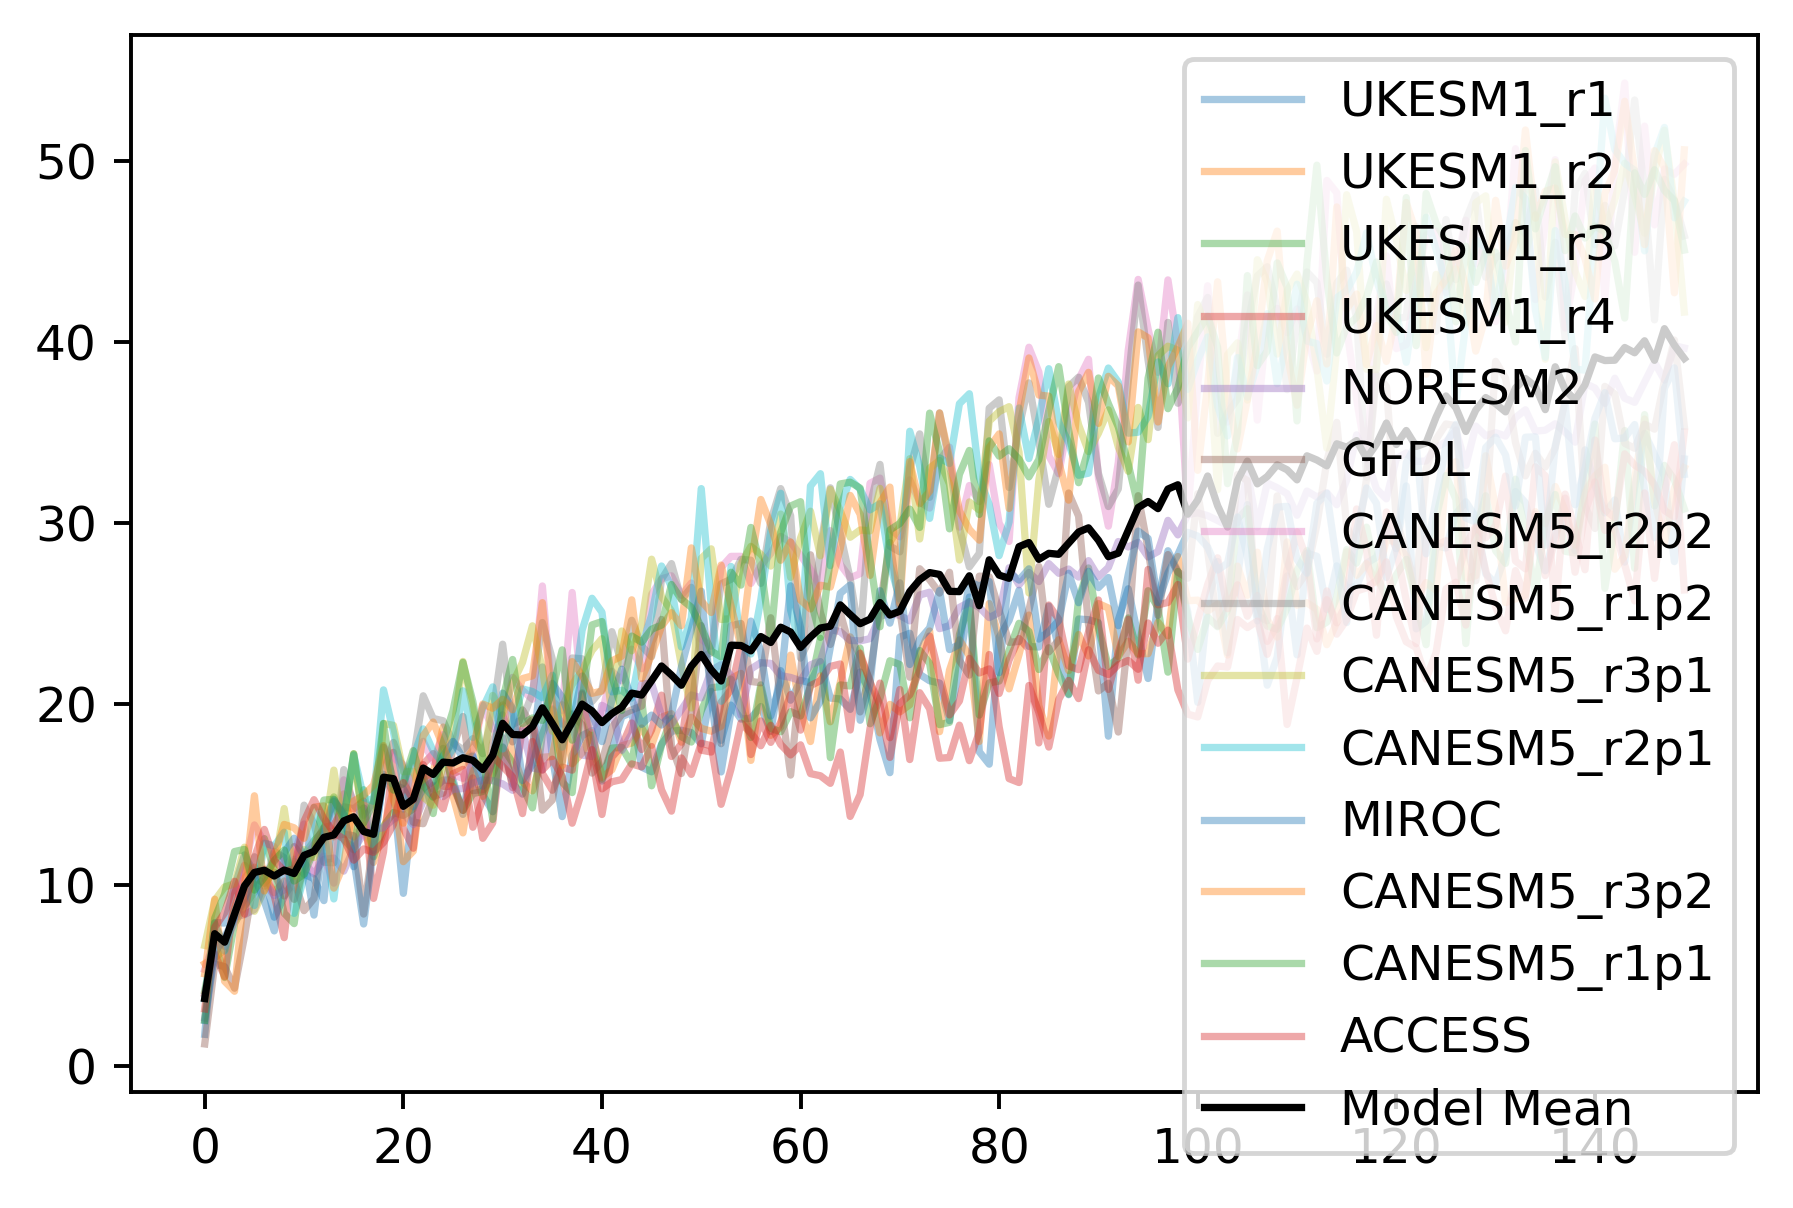 50
40
30
20
10
0
0 20 40 60 80 100 120 140
UKESM1_r1
UKESM1_r2
UKESM1_r3
UKESM1_r4
NORESM2
GFDL
CANESM5_r2p2
CANESM5_r1p2
CANESM5_r3p1
CANESM5_r2p1
MIROC
CANESM5_r3p2
CANESM5_r1p1
ACCESS
Model Mean